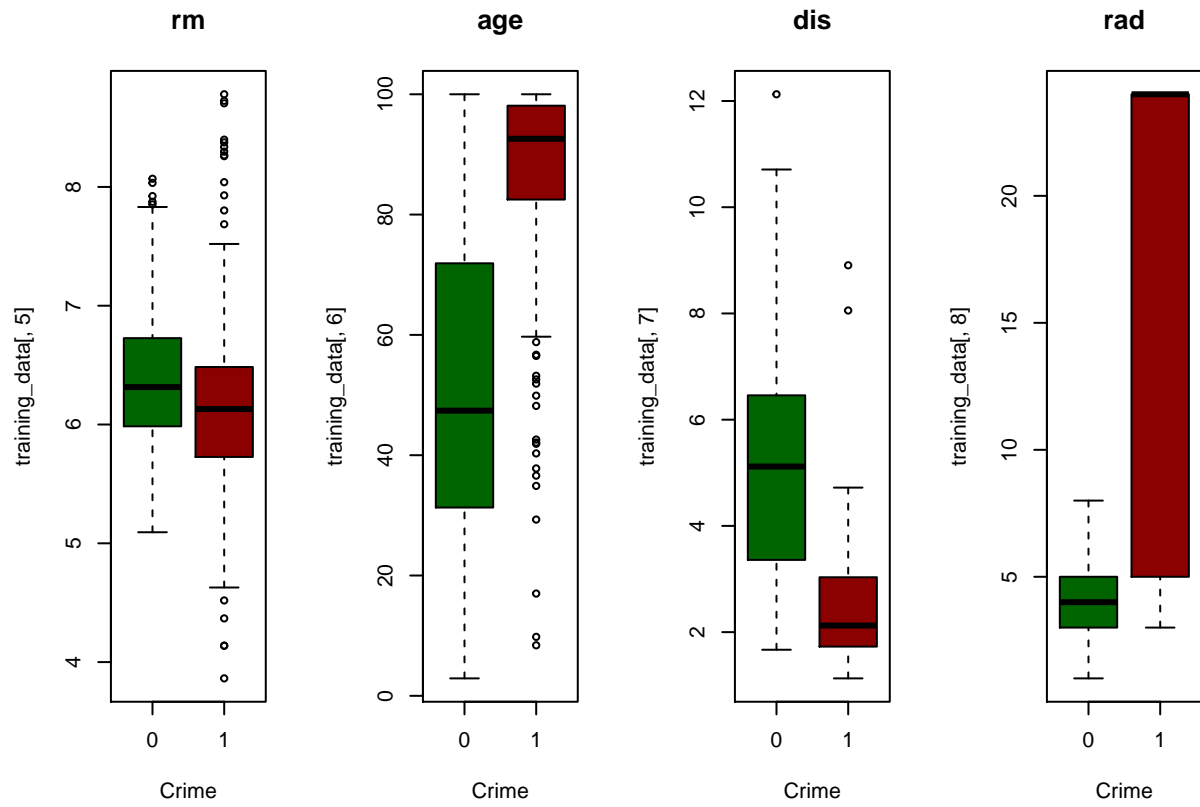 rm
training_data[, 5]
4
5
6
7
8
0
1
Crime
age
training_data[, 6]
0
20
40
60
80
100
0
1
Crime
dis
training_data[, 7]
2
4
6
8
10
12
0
1
Crime
rad
training_data[, 8]
5
10
15
20
0
1
Crime